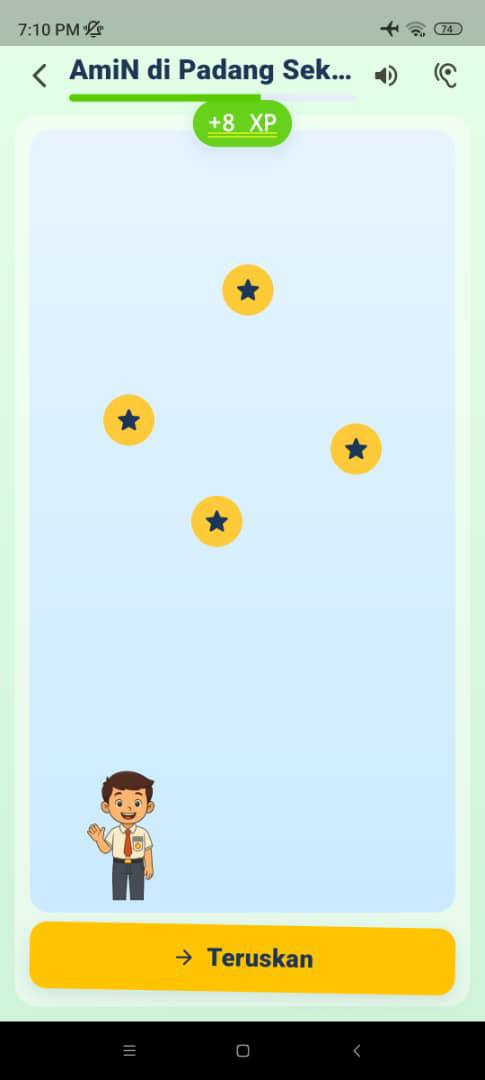 7:10 PM
74
AmiN di Padang Sek...
+8 XP
Teruskan